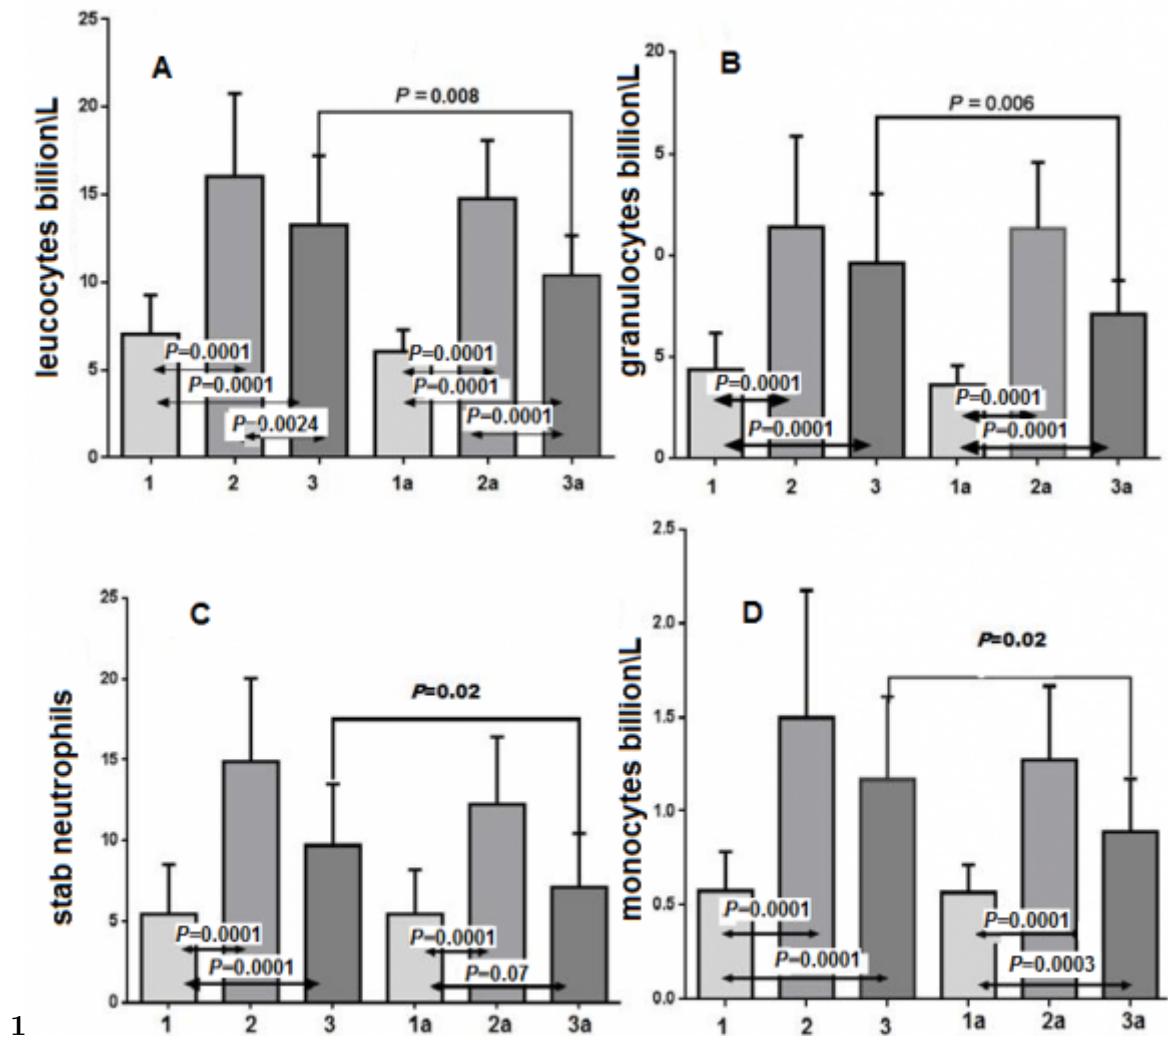 A
leucocytes billion\L
25
20
15
10
5
0
P = 0.008
P=0.0001
P=0.0001
P=0.0024
P=0.0001
P=0.0001
P=0.0001
1 2 3 1a 2a 3a
B
granulocytes billion\L
20
5
0
5
0
P = 0.006
P=0.0001
P=0.0001
P=0.0001
P=0.0001
1 2 3 1a 2a 3a
C
stab neutrophils
25
20
15
10
5
0
P=0.02
P=0.0001
P=0.0001
P=0.0001
P=0.07
1 2 3 1a 2a 3a
D
monocytes billion\L
2.5
2.0
1.5
1.0
0.5
0.0
P=0.02
P=0.0001
P=0.0001
P=0.0001
P=0.0003
1 2 3 1a 2a 3a
1